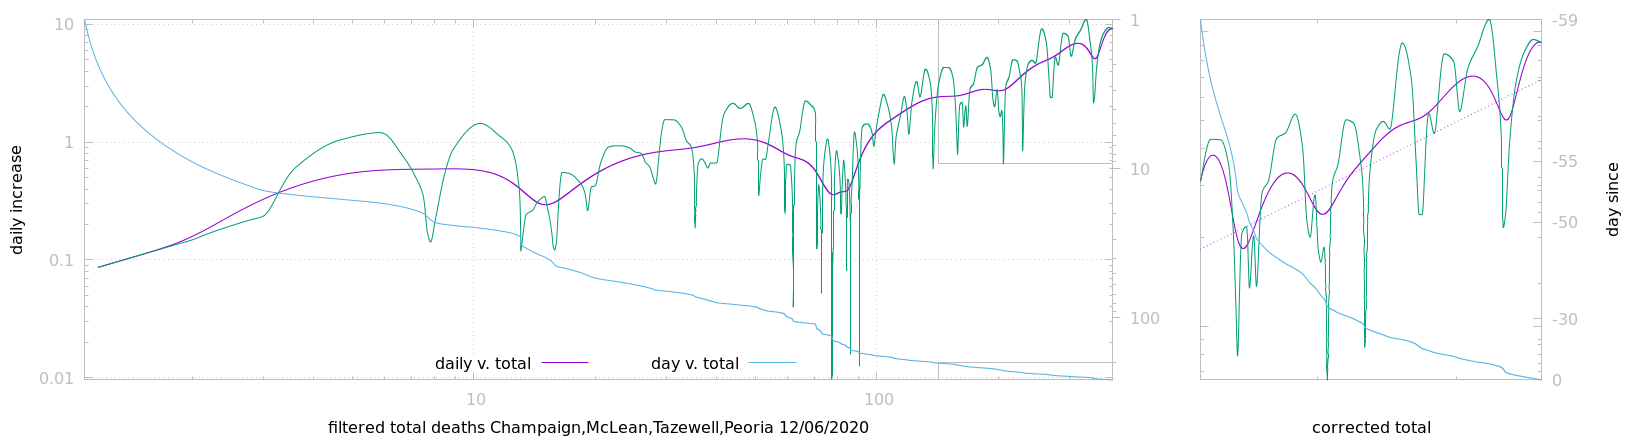 10
1
0.1
0.01
daily increase
daily v. total
day v. total
10
100
1
10
100
filtered total deaths Champaign,McLean,Tazewell,Peoria 12/06/2020
-59
-55
-50
-30
0
day since
corrected total